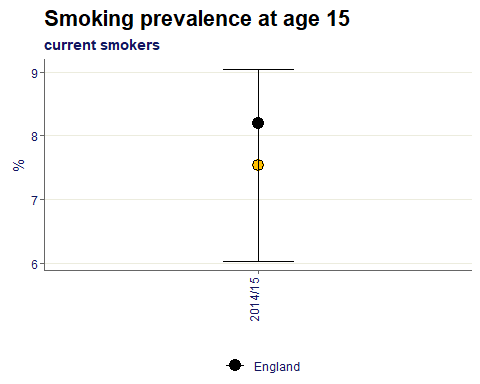 Smoking prevalence at age 15
current smokers
9
8
7
6
%
2014/15
England